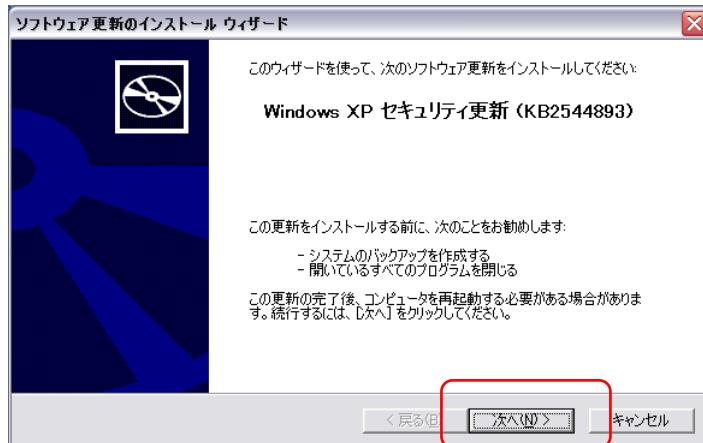 ソフトウェア更新のインストール ウィザード
このウィザードを使って、次のソフトウェア更新をインストールしてください:
Windows XP セキュリティ更新 (KB2544893)
この更新をインストールする前に、次のことをお勧めします:
- システムのバックアップを作成する
- 開いているすべてのプログラムを閉じる
この更新の完了後、コンピュータを再起動する必要がある場合がありま
す。続行するには、[次へ] をクリックしてください。
< 戻る(B)
次へ(N) >
キャンセル